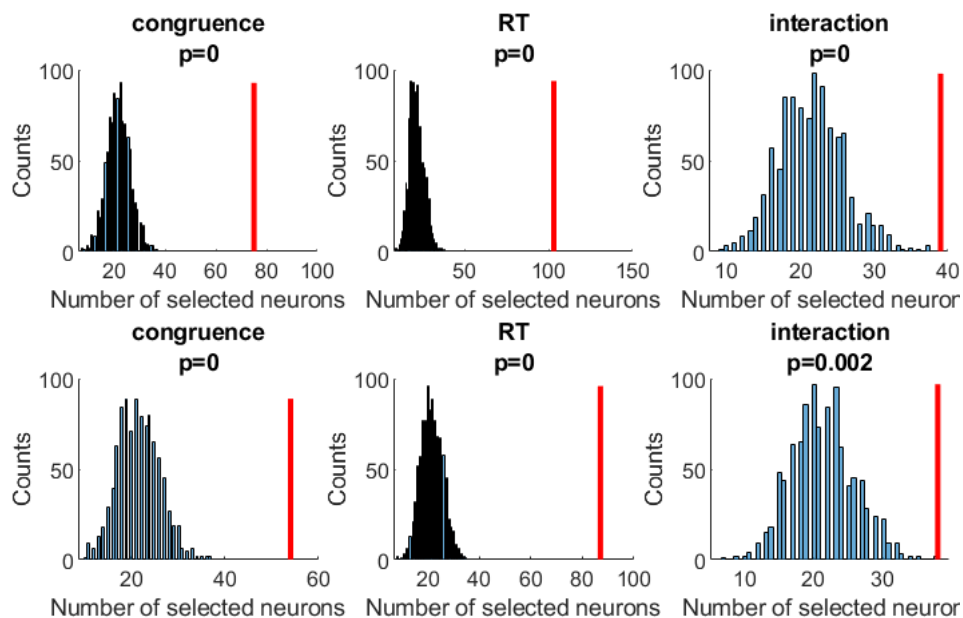 congruence
p=0
RT
p=0
interaction
p=0
Counts
100
50
0
20
40
60
80
100
Number of selected neurons
Counts
100
50
0
50
100
150
Number of selected neurons
Counts
100
50
0
10
20
30
40
Number of selected neuron
congruence
p=0
RT
p=0
interaction
p=0.002
Counts
100
50
0
20
40
60
Number of selected neurons
Counts
100
50
0
20
40
60
80
100
Number of selected neurons
Counts
100
50
0
10
20
30
Number of selected neuron